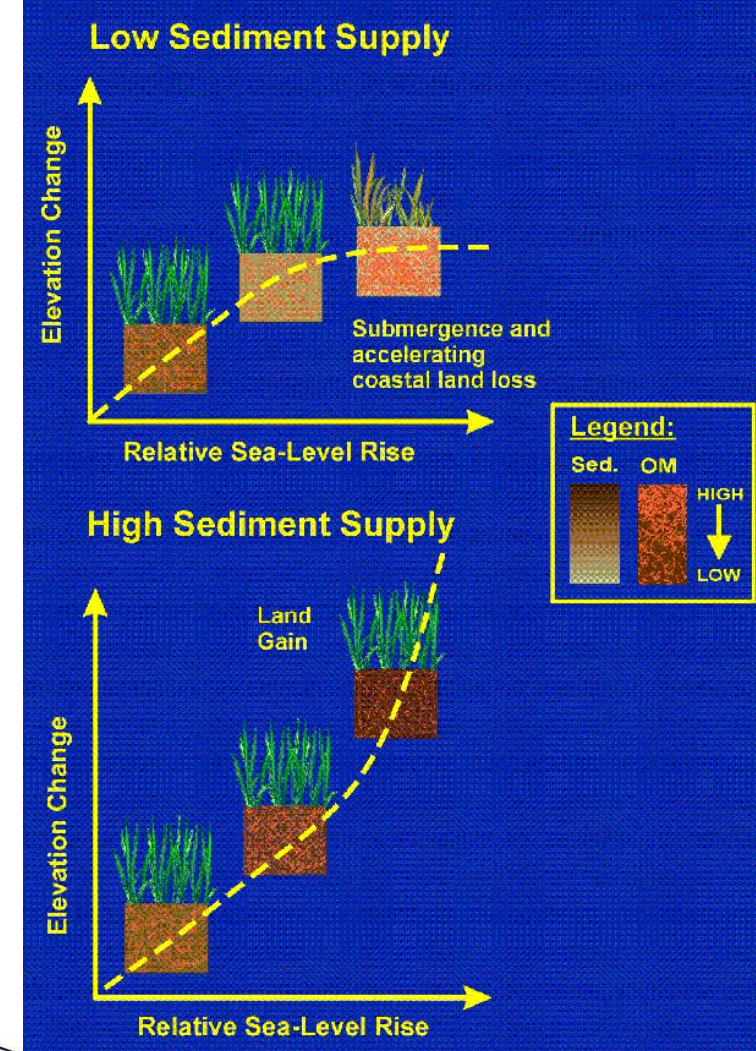 Low Sediment Supply
Elevation Change
Submergence and
accelerating
coastal land loss
Relative Sea-Level Rise
Legend:
Sed. OM
HIGH
LOW
High Sediment Supply
Land
Gain
Elevation Change
Relative Sea-Level Rise